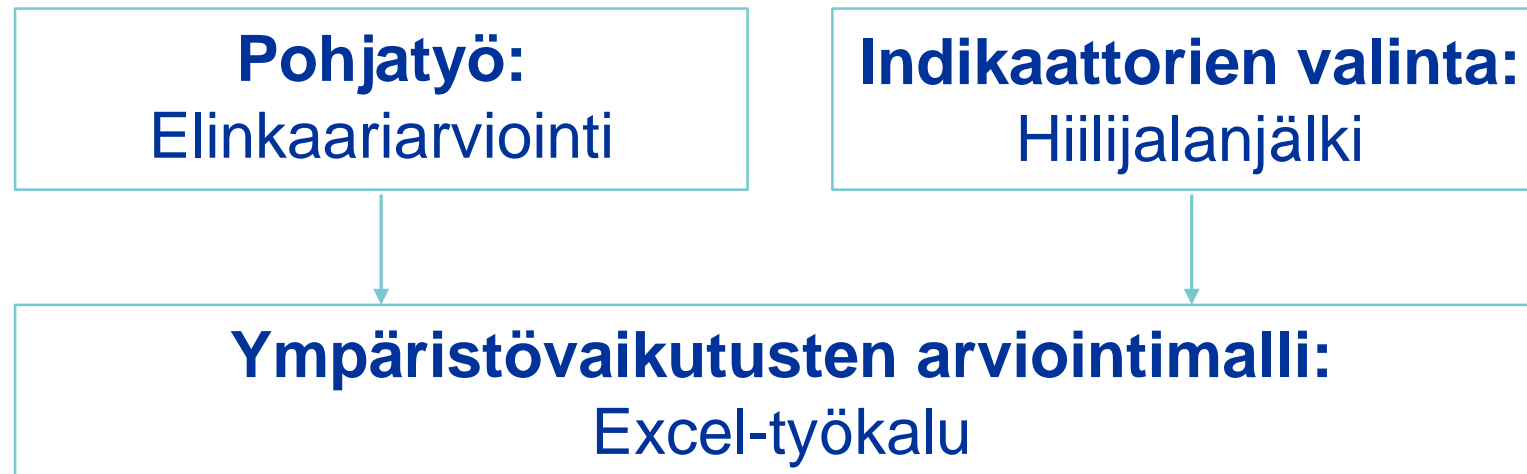 Pohjatyö:
Elinkaariarviointi
Indikaattorien valinta:
Hiilijalanjälki
Ympäristövaikutusten arviointimalli:
Excel-työkalu